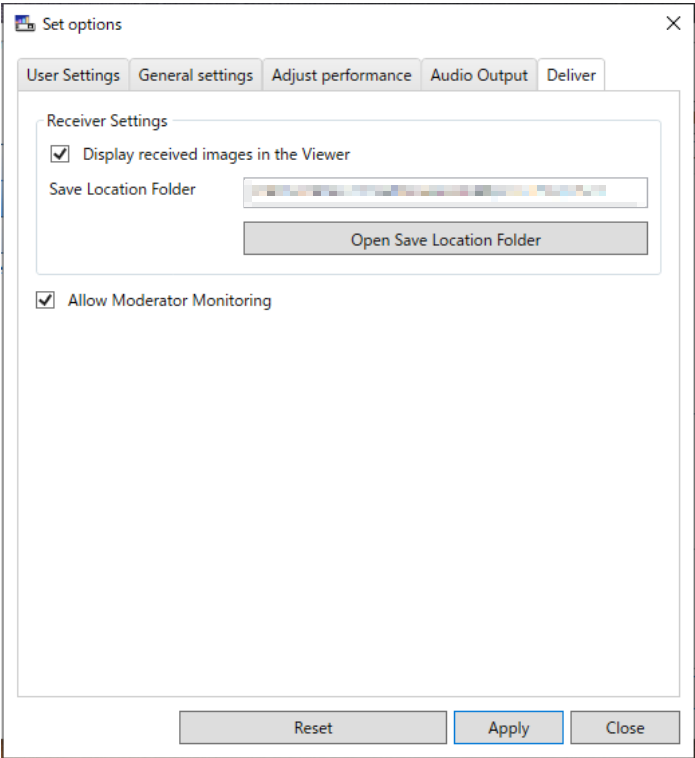 Set options
User Settings General settings Adjust performance Audio Output Deliver
Receiver Settings
Display received images in the Viewer
Save Location Folder
Open Save Location Folder
Allow Moderator Monitoring
Reset Apply Close